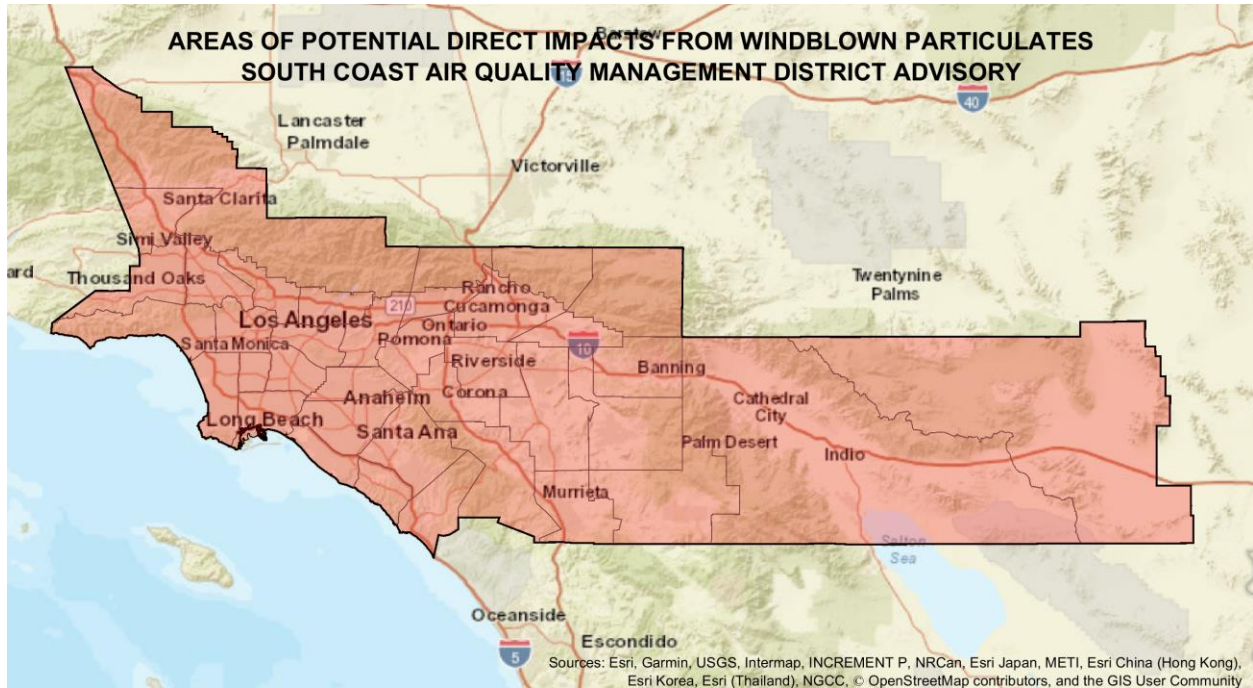 AREAS OF POTENTIAL DIRECT IMPACTS FROM WINDBLOWN PARTICULATES
Barstow
SOUTH COAST AIR QUALITY MANAGEMENT DISTRICT ADVISORY
15
40
Lancaster
Palmdale
Victorville
Santa Clarita
Simi Valley
ard
Thousand Oaks
Twentynine
Palms
Rancho
Cucamonga
210
Los Angeles
Ontario
Pomona
Santa Monica
10
Riverside
Banning
Anaheim
Corona
Cathedral
City
Long Beach
Santa Ana
Palm Desert
Indio
Murrieta
Salton
Sea
Oceanside
Escondido
5
Sources: Esri, Garmin, USGS, Intermap, INCREMENT P, NRCan, Esri Japan, METI, Esri China (Hong Kong),
Esri Korea, Esri (Thailand), NGCC, © OpenStreetMap contributors, and the GIS User Community